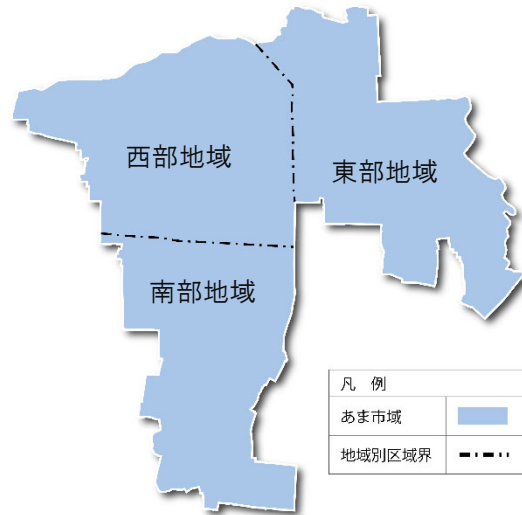 西部地域
東部地域
南部地域
凡 例
あま市域
地域別区域界